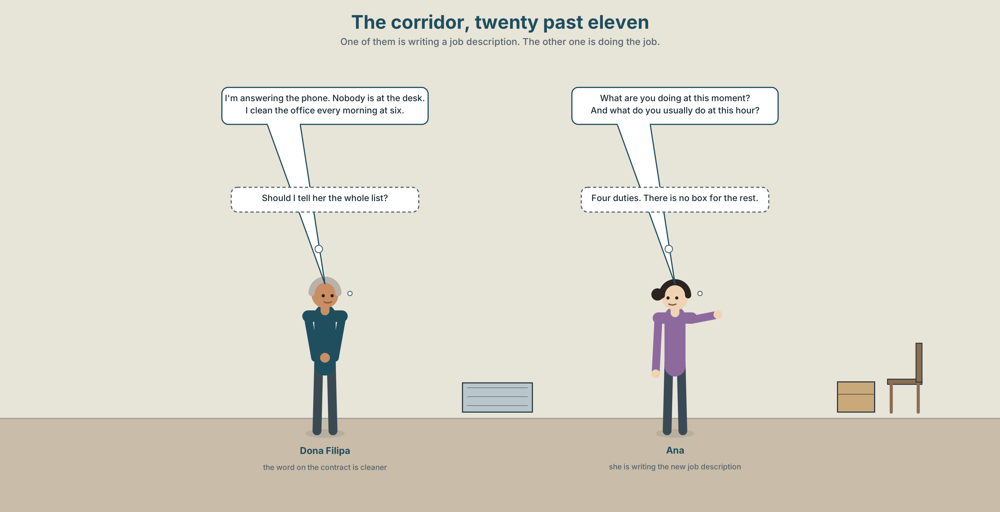 The corridor, twenty past eleven
One of them is writing a job description. The other one is doing the job.
I'm answering the phone. Nobody is at the desk.
I clean the office every morning at six.
What are you doing at this moment?
And what do you usually do at this hour?
Should I tell her the whole list?
Four duties. There is no box for the rest.
Dona Filipa
the word on the contract is cleaner
Ana
she is writing the new job description